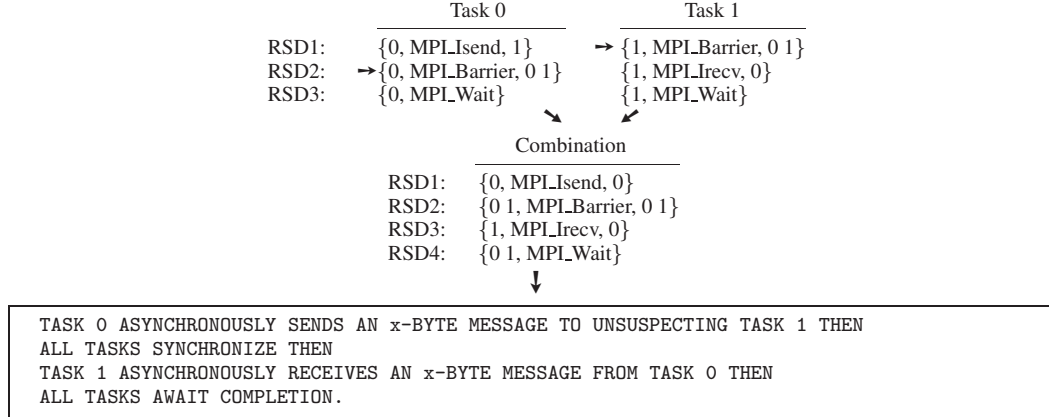 Task 0 Task 1
RSD1: {0, MPI_Isend, 1} → {1, MPI_Barrier, 0 1}
RSD2: →{0, MPI_Barrier, 0 1} {1, MPI_Irecv, 0}
RSD3: {0, MPI_Wait} {1, MPI_Wait}
Combination
RSD1: {0, MPI_Isend, 0}
RSD2: {0 1, MPI_Barrier, 0 1}
RSD3: {1, MPI_Irecv, 0}
RSD4: {0 1, MPI_Wait}
TASK 0 ASYNCHRONOUSLY SENDS AN x-BYTE MESSAGE TO UNSUSPECTING TASK 1 THEN
ALL TASKS SYNCHRONIZE THEN
TASK 1 ASYNCHRONOUSLY RECEIVES AN x-BYTE MESSAGE FROM TASK 0 THEN
ALL TASKS AWAIT COMPLETION.